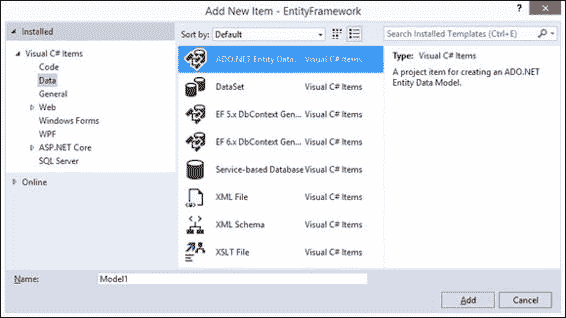 Add New Item - EntityFramework
? ×
Installed
Sort by: Default
Search Installed Templates (Ctrl+E)
Visual C# Items
Code
Data
General
Web
Windows Forms
WPF
ASP.NET Core
SQL Server
Online
ADO.NET Entity Data... Visual C# Items
DataSet Visual C# Items
EF 5.x DbContext Gen... Visual C# Items
EF 6.x DbContext Gen... Visual C# Items
Service-based Database Visual C# Items
XML File Visual C# Items
XML Schema Visual C# Items
XSLT File Visual C# Items
Type: Visual C# Items
A project item for creating an ADO.NET
Entity Data Model.
Name: Model1
Add Cancel